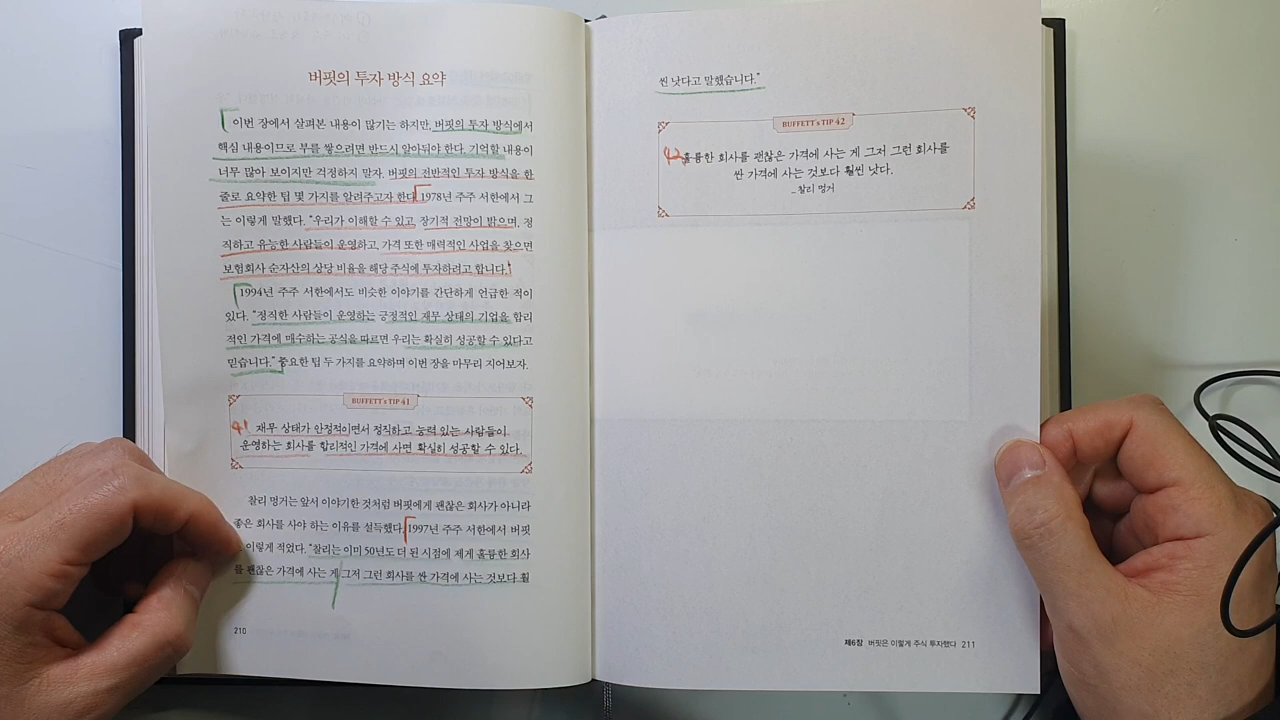 버핏의 투자 방식 요약
이번 장에서 살펴본 내용이 많기는 하지만, 버핏의 투자 방식에서
핵심 내용이므로 부를 쌓으려면 반드시 알아둬야 한다. 기억할 내용이
너무 많아 보이지만 걱정하지 말자. 버핏의 전반적인 투자 방식을 한
줄로 요약한 팁 몇 가지를 알려주고자 한다. 1978년 주주 서한에서 그
는 이렇게 말했다. "우리가 이해할 수 있고, 장기적 전망이 밝으며, 정
직하고 유능한 사람들이 운영하고, 가격 또한 매력적인 사업을 찾으면
보험회사 순자산의 상당 비율을 해당 주식에 투자하려고 합니다."
1994년 주주 서한에서도 비슷한 이야기를 간단하게 언급한 적이
있다. "정직한 사람들이 운영하는 긍정적인 재무 상태의 기업을 합리
적인 가격에 매수하는 공식을 따르면 우리는 확실히 성공할 수 있다고
믿습니다." 중요한 팁 두 가지를 요약하며 이번 장을 마무리 지어보자.
BUFFETT's TIP 41
41 재무 상태가 안정적이면서 정직하고 능력 있는 사람들이
운영하는 회사를 합리적인 가격에 사면 확실히 성공할 수 있다.
찰리 멍거는 앞서 이야기한 것처럼 버핏에게 괜찮은 회사가 아니라
좋은 회사를 사야 하는 이유를 설득했다. 1997년 주주 서한에서 버핏
이렇게 적었다. "찰리는 이미 50년도 더 된 시점에 제게 훌륭한 회사
를 괜찮은 가격에 사는 게 그저 그런 회사를 싼 가격에 사는 것보다 훨
210
씬 낫다고 말했습니다."
BUFFETT's TIP 42
42 훌륭한 회사를 괜찮은 가격에 사는 게 그저 그런 회사를
싼 가격에 사는 것보다 훨씬 낫다.
_찰리 멍거
제6장 버핏은 이렇게 주식 투자했다 211